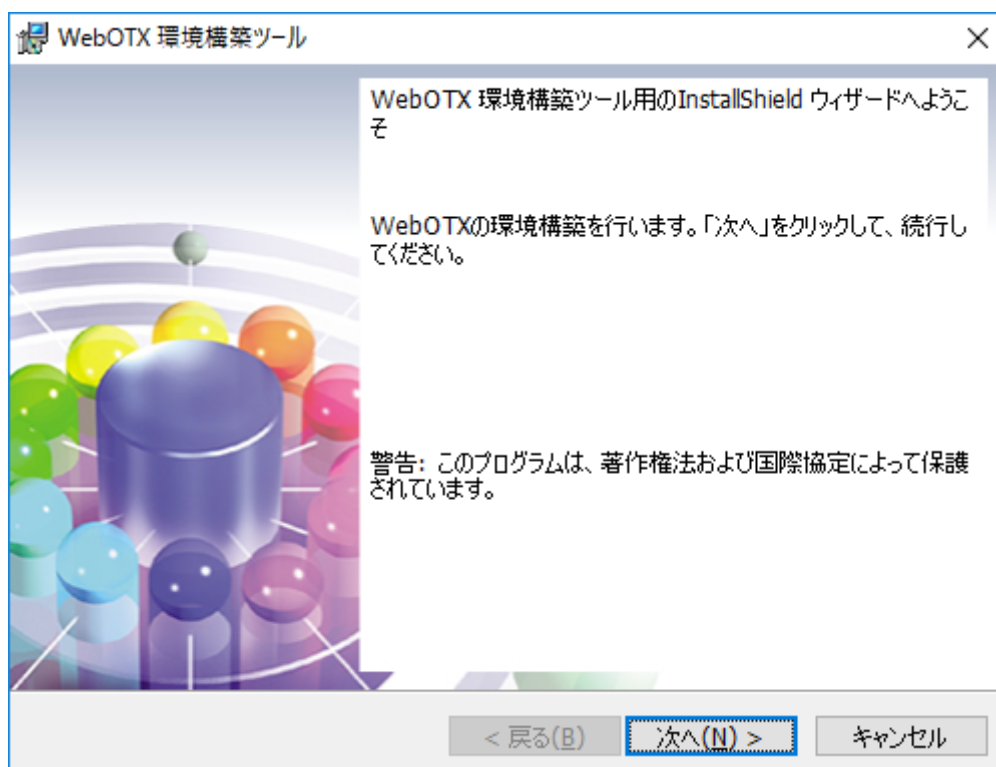 WebOTX 環境構築ツール
WebOTX 環境構築ツール用のInstallShield ウィザードへようこ
そ
WebOTXの環境構築を行います。「次へ」をクリックして、続行し
てください。
警告: このプログラムは、著作権法および国際協定によって保護
されています。
< 戻る(B)
次へ(N) >
キャンセル